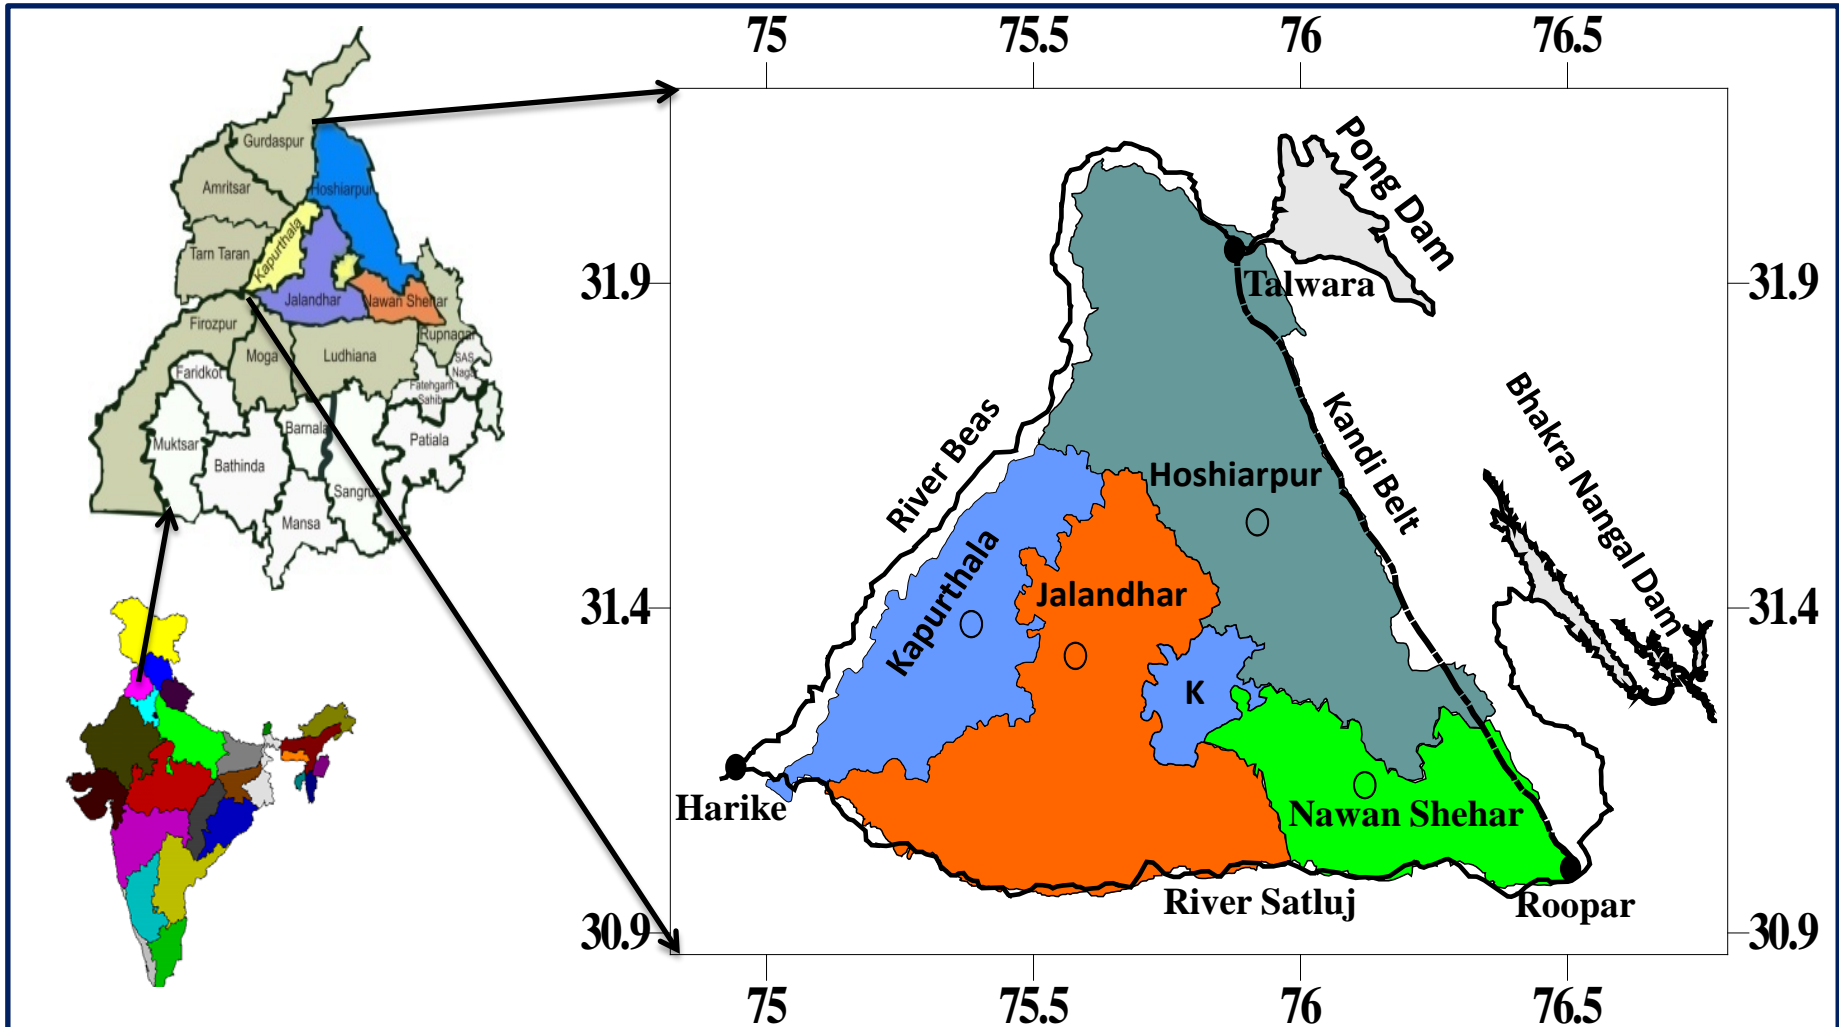 75 75.5 76 76.5
Gurdaspur
Amritsar
Hoshiarpur
Tarn Taran
Kapurthala
Jalandhar
Nawan Shehar
Firozpur
Moga
Ludhiana
Rupnagar
SAS
Nagar
Faridkot
Fatehgarh
Sahib
Muktsar
Barnala
Patiala
Bathinda
Sangrur
Mansa
31.9
31.4
30.9
Pong Dam
Talwara
31.9
River Beas
Kandi Belt
Bhakra Nangal Dam
Hoshiarpur
Kapurthala
Jalandhar
31.4
K
Harike
Nawan Shehar
River Satluj
Roopar
30.9
75 75.5 76 76.5